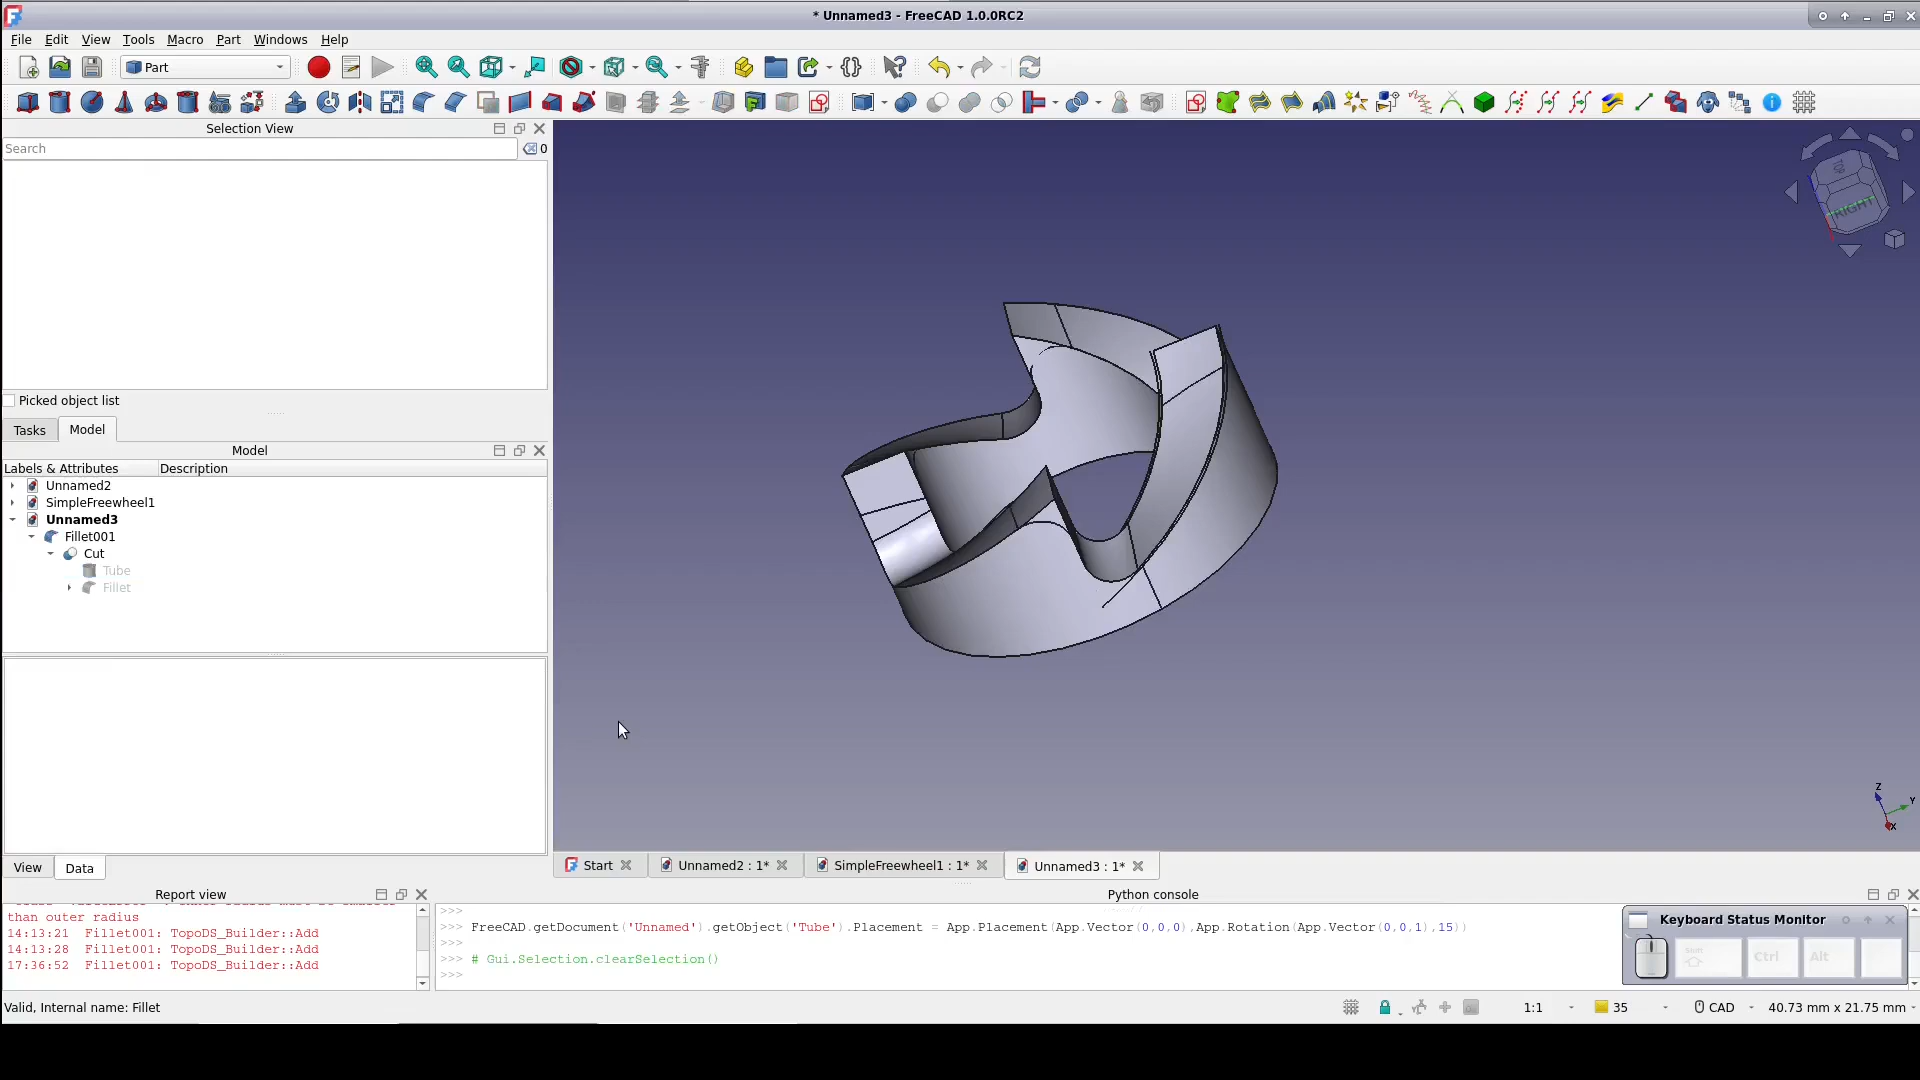 * Unnamed3 - FreeCAD 1.0.0RC2
File Edit View Tools Macro Part Windows Help
Part
Selection View
Search
0
Picked object list
Tasks
Model
Model
Labels & Attributes
Description
Unnamed2
SimpleFreewheel1
Unnamed3
Fillet001
Cut
Tube
Fillet
RIGHT
Z
Y
X
View
Data
Start
Unnamed2 : 1*
SimpleFreewheel1 : 1*
Unnamed3 : 1*
Report view
than outer radius
14:13:21 Fillet001: TopoDS_Builder::Add
14:13:28 Fillet001: TopoDS_Builder::Add
17:36:52 Fillet001: TopoDS_Builder::Add
Python console
>>>
>>> FreeCAD.getDocument('Unnamed').getObject('Tube').Placement = App.Placement(App.Vector(0,0,0),App.Rotation(App.Vector(0,0,1),15))
>>>
>>> # Gui.Selection.clearSelection()
>>>
Keyboard Status Monitor
Start
Ctrl
Alt
Valid, Internal name: Fillet
1:1
35
CAD
40.73 mm x 21.75 mm